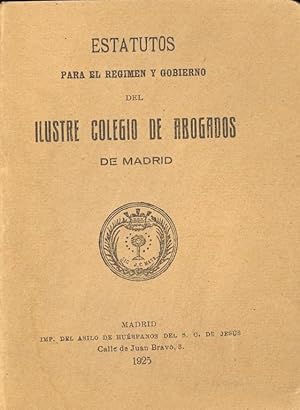 ESTATUTOS
PARA EL REGIMEN Y GOBIERNO
DEL
ILUSTRE COLEGIO DE ABOGADOS
DE MADRID
MADRID
IMP. DEL ASILO DE HUÉRFANOS DEL S. C. DE JESÚS
Calle de Juan Bravo, 3.
1925